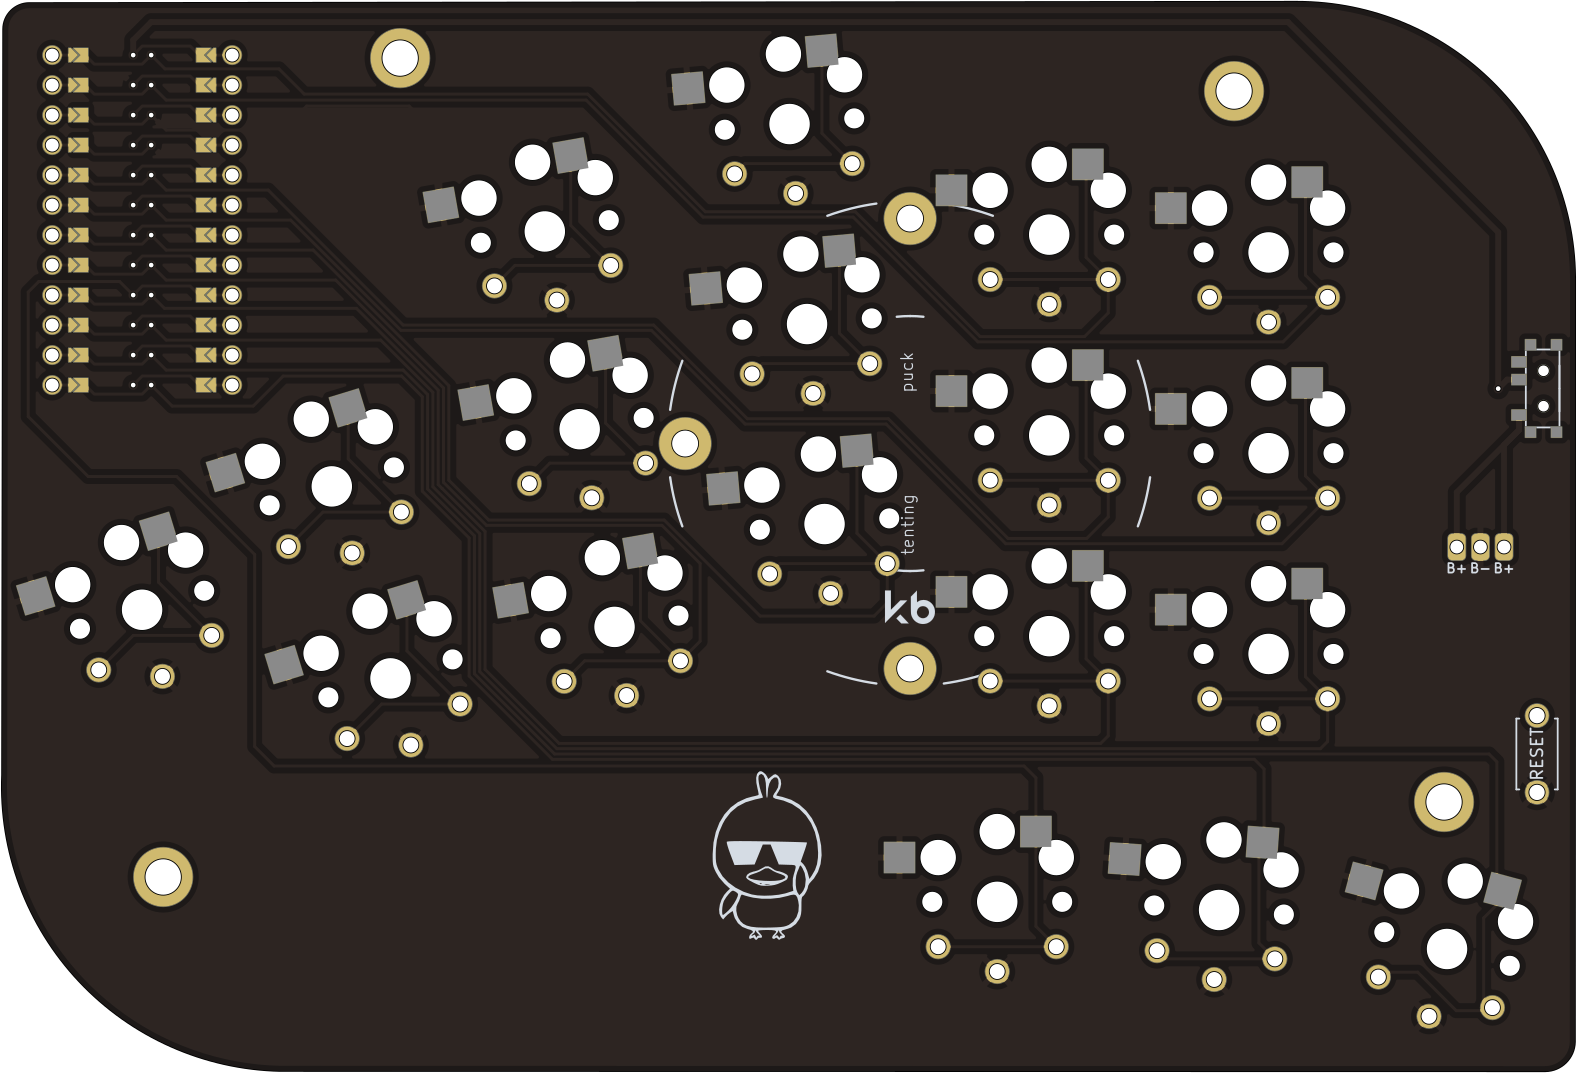 puck
tenting
kb
B+ B- B+
RESET